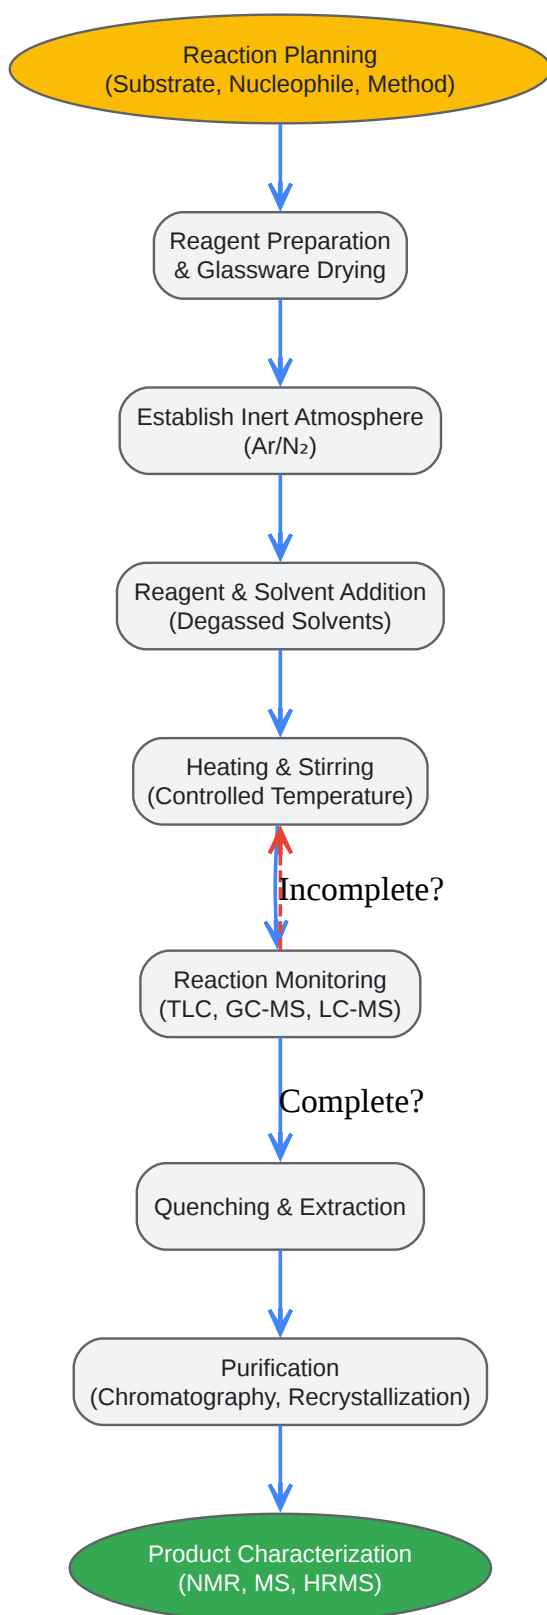 Reaction Planning
(Substrate, Nucleophile, Method)
Reagent Preparation
& Glassware Drying
Establish Inert Atmosphere
(Ar/N₂)
Reagent & Solvent Addition
(Degassed Solvents)
Heating & Stirring
(Controlled Temperature)
Incomplete?
Reaction Monitoring
(TLC, GC-MS, LC-MS)
Complete?
Quenching & Extraction
Purification
(Chromatography, Recrystallization)
Product Characterization
(NMR, MS, HRMS)